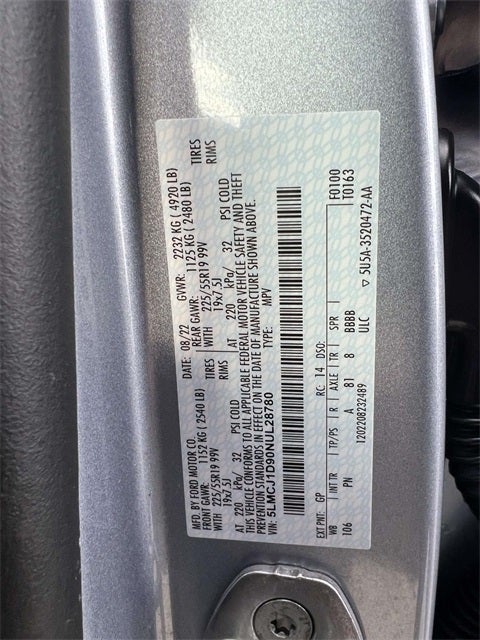 MFD. BY FORD MOTOR CO.
DATE: 08/22 GVWR: 2232 KG ( 4920 LB)
FRONT GAWR: 1152 KG ( 2540 LB) REAR GAWR: 1125 KG ( 2480 LB)
WITH 225/55R19 99V TIRES WITH 225/55R19 99V TIRES
19x7.5J RIMS 19x7.5J RIMS
AT 220 kPa/ 32 PSI COLD AT 220 kPa/ 32 PSI COLD
THIS VEHICLE CONFORMS TO ALL APPLICABLE FEDERAL MOTOR VEHICLE SAFETY AND THEFT
PREVENTION STANDARDS IN EFFECT ON THE DATE OF MANUFACTURE SHOWN ABOVE.
VIN: 5LMCJ1D90NUL28780 TYPE: MPV
F0100
T0163
EXT PNT: GP RC: 14 DSO:
WB INT TR TP/PS R AXLE TR SPR
106 PN A 81 8 BBBB
ULC
1202208232489 ▽ 5U5A-3520472-AA